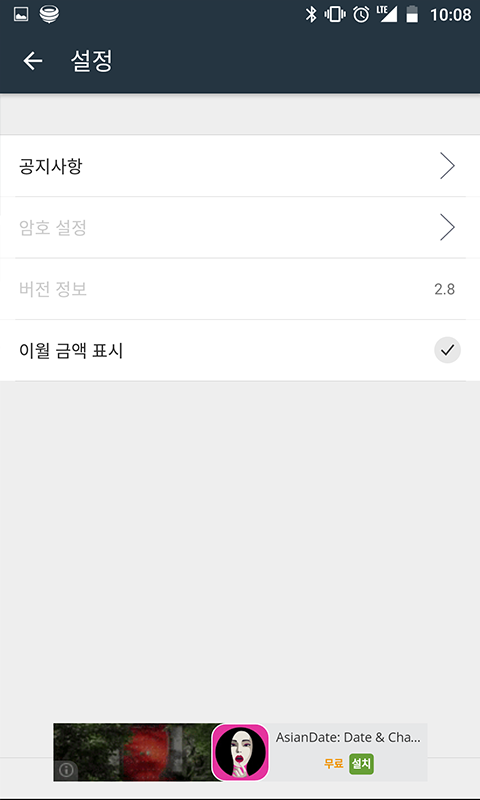 LTE 10:08
설정
공지사항
암호 설정
버전 정보 2.8
이월 금액 표시
AsianDate: Date & Cha...
무료 설치